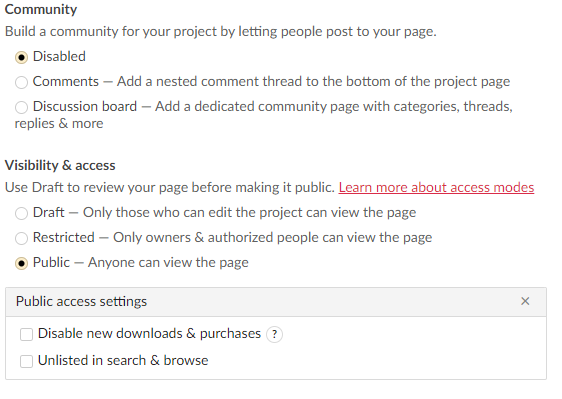 Community
Build a community for your project by letting people post to your page.
Disabled
Comments — Add a nested comment thread to the bottom of the project page
Discussion board — Add a dedicated community page with categories, threads,
replies & more
Visibility & access
Use Draft to review your page before making it public. Learn more about access modes
Draft — Only those who can edit the project can view the page
Restricted — Only owners & authorized people can view the page
Public — Anyone can view the page
Public access settings
Disable new downloads & purchases ?
Unlisted in search & browse